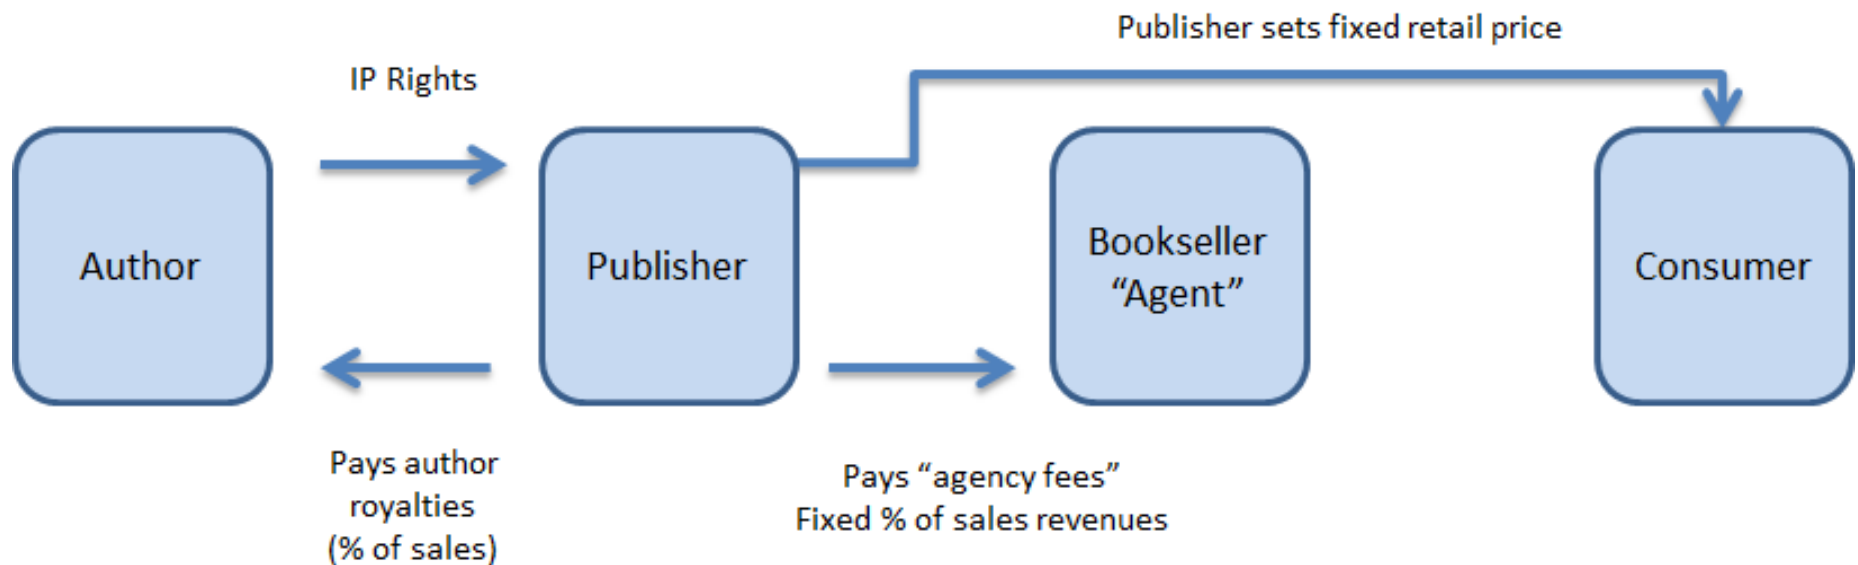 Publisher sets fixed retail price
IP Rights
Author
Publisher
Bookseller
“Agent”
Consumer
Pays author
royalties
(% of sales)
Pays “agency fees”
Fixed % of sales revenues